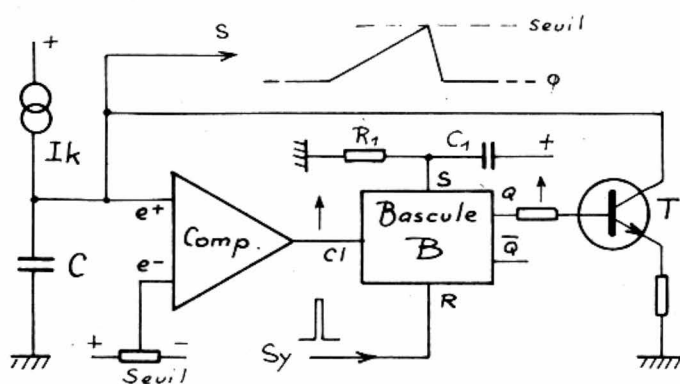 S
seuil
+
φ
Ik
R1
C1
+
S
e+
Comp.
Bascule
B
Q
T
C
e-
Cl
Q̅
R
+
-
Seuil
Sy